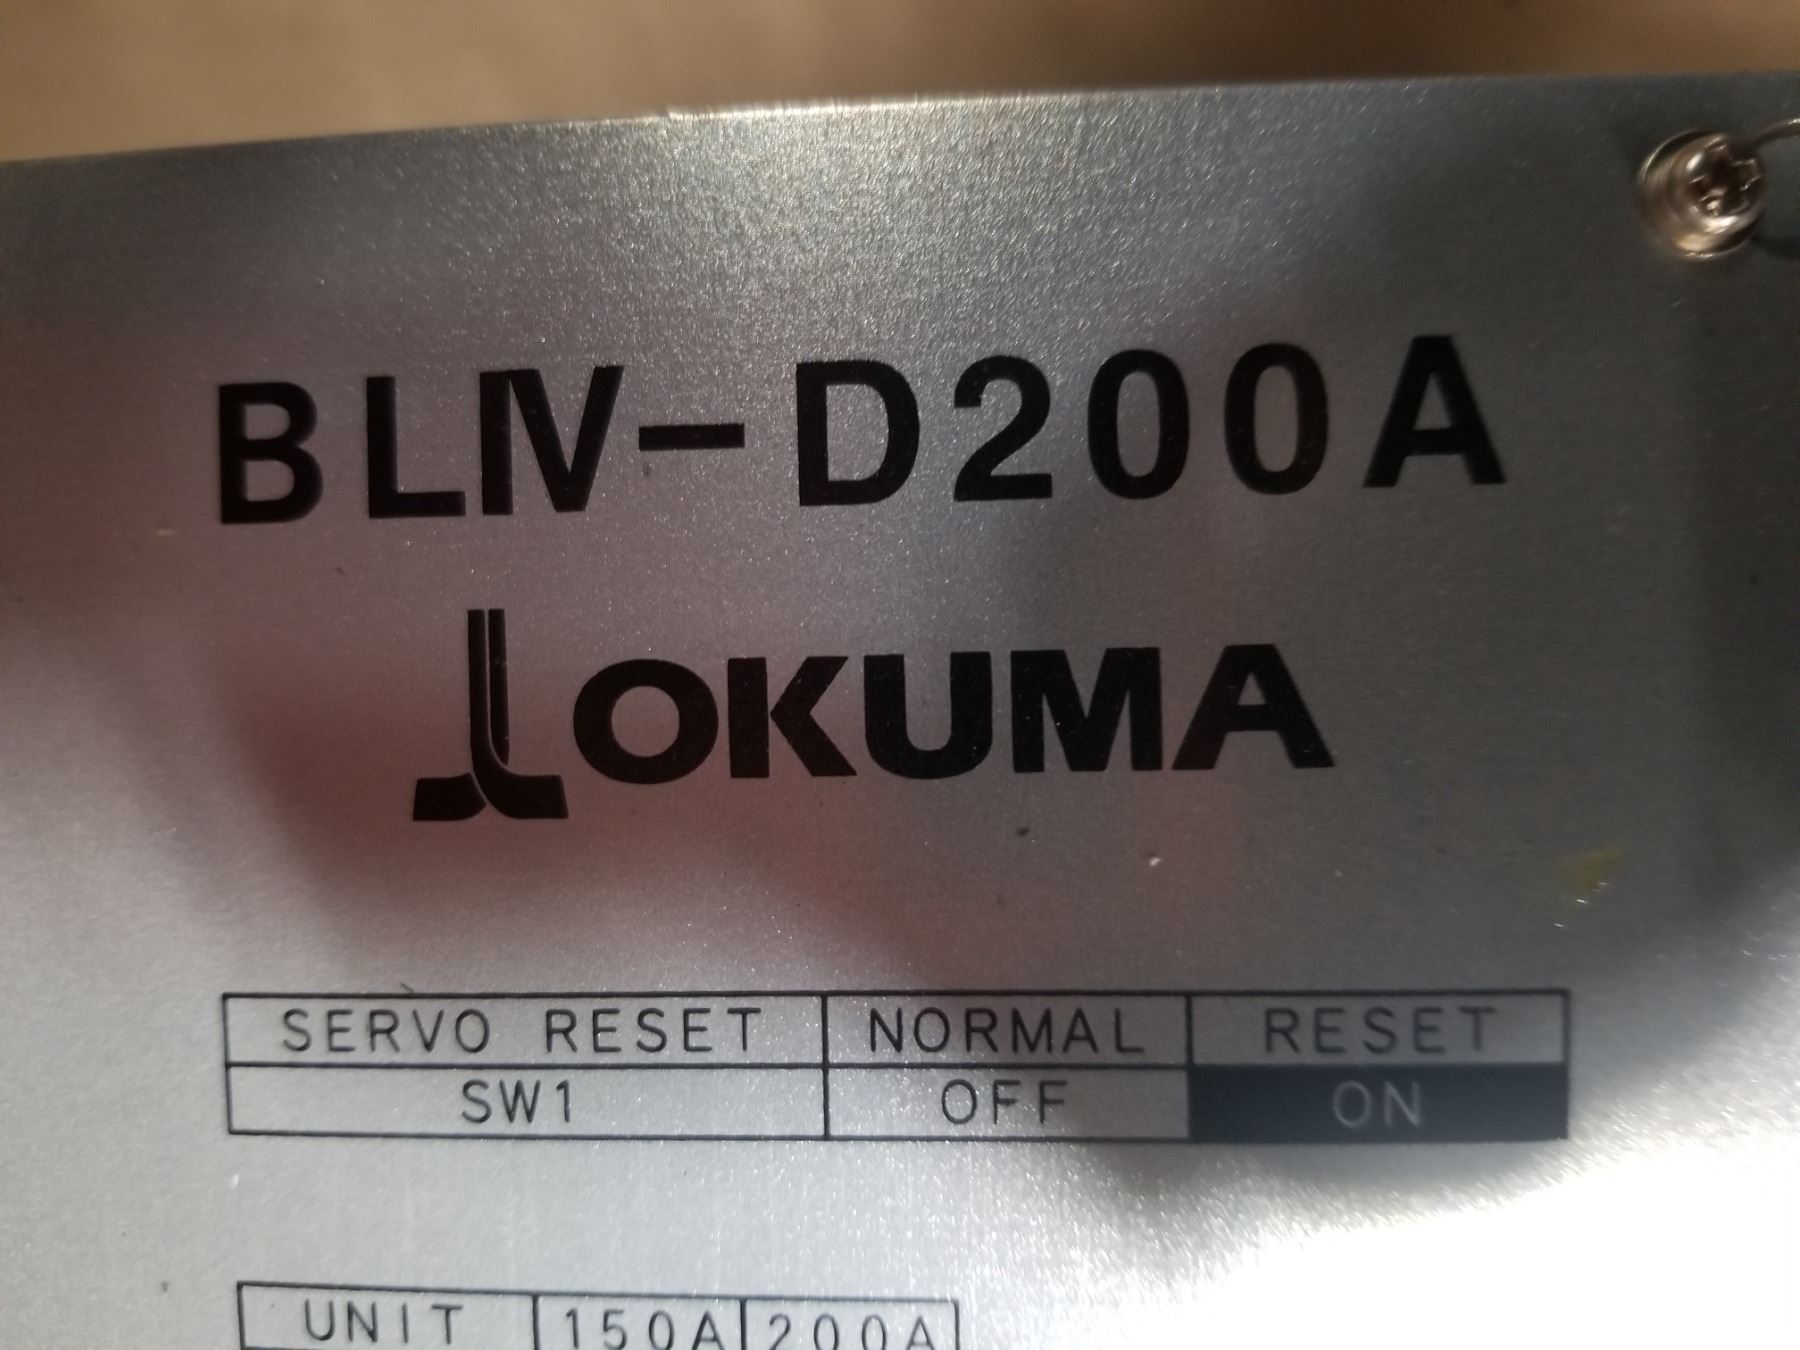 BLIV-D200A
OKUMA
SERVO RESET NORMAL RESET
SW1 OFF ON
UNIT 150A 200A